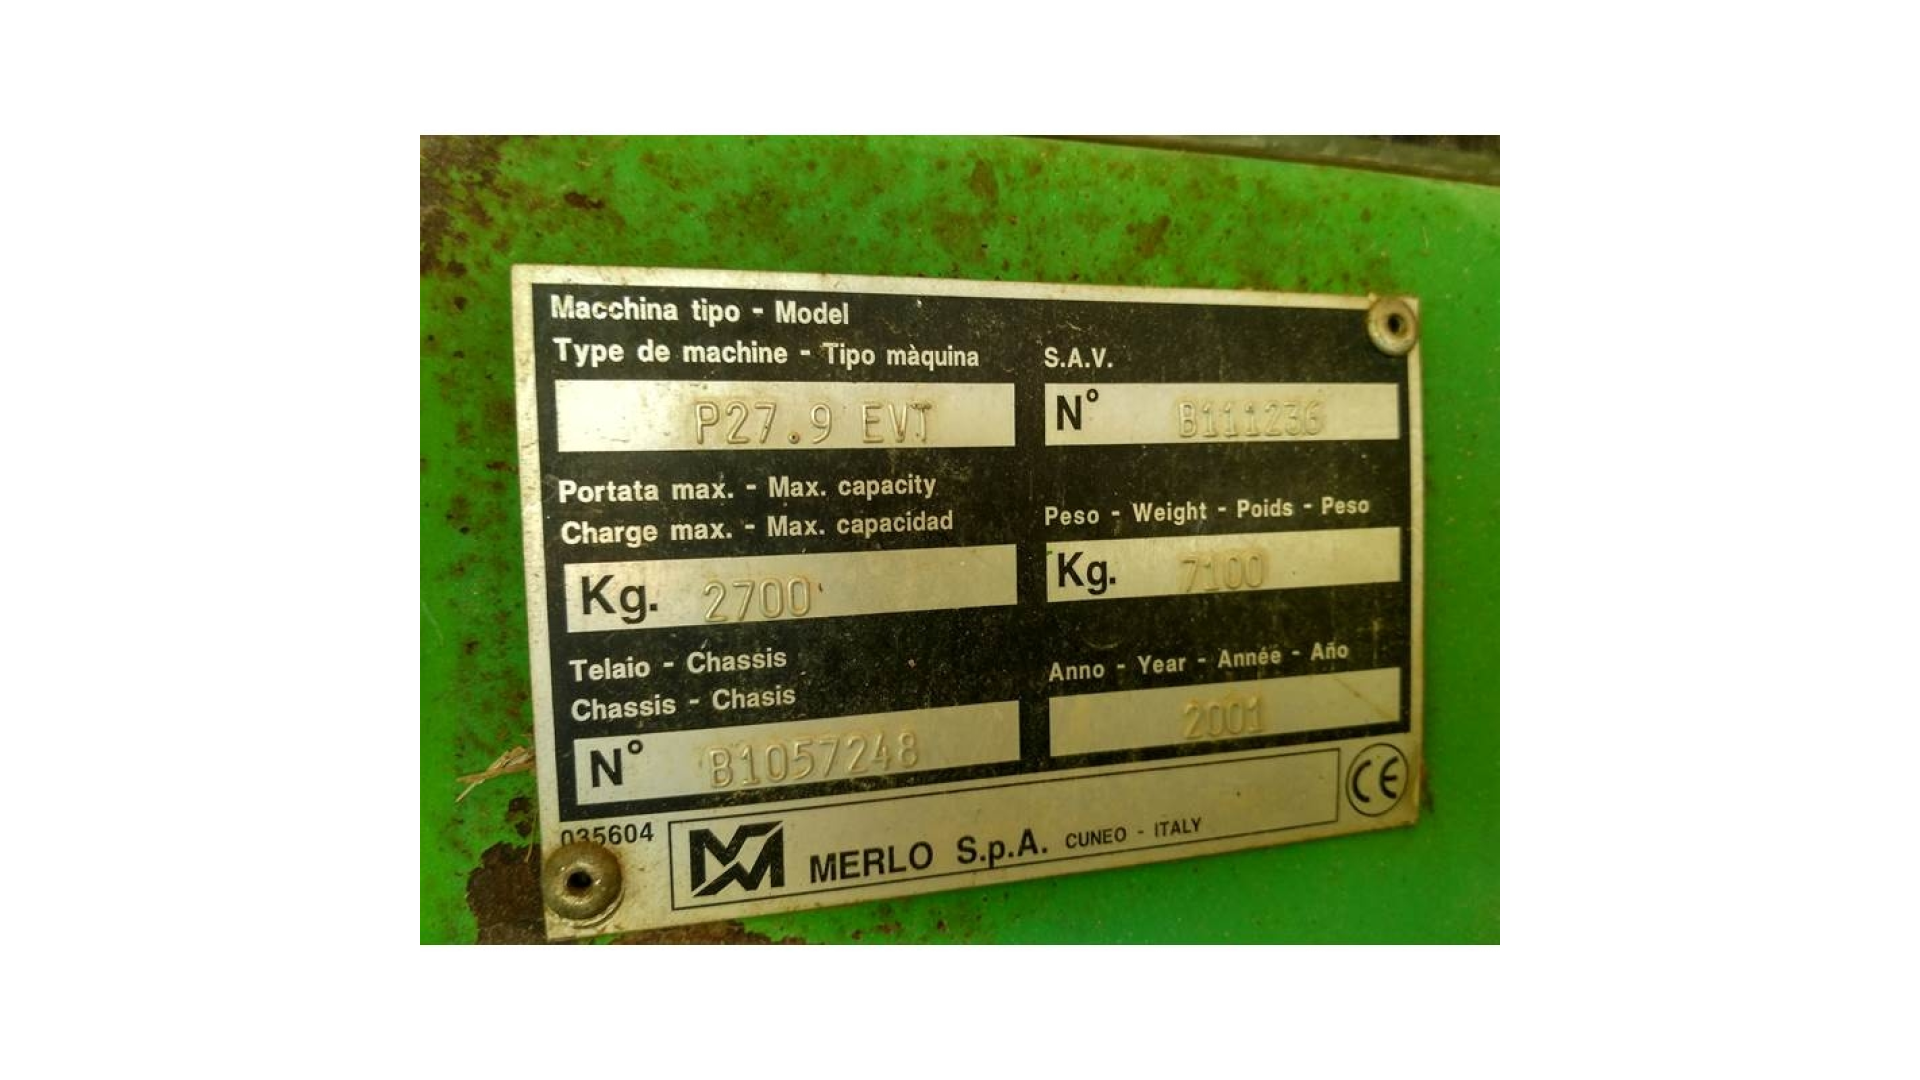 Macchina tipo - Model
Type de machine - Tipo màquina
P27.9 EVT
S.A.V.
N° B111236
Portata max. - Max. capacity
Charge max. - Max. capacidad
Kg. 2700
Peso - Weight - Poids - Peso
Kg. 7100
Telaio - Chassis
Chassis - Chasis
N° B1057248
Anno - Year - Année - Año
2001
035604
MERLO S.p.A. CUNEO - ITALY
CE